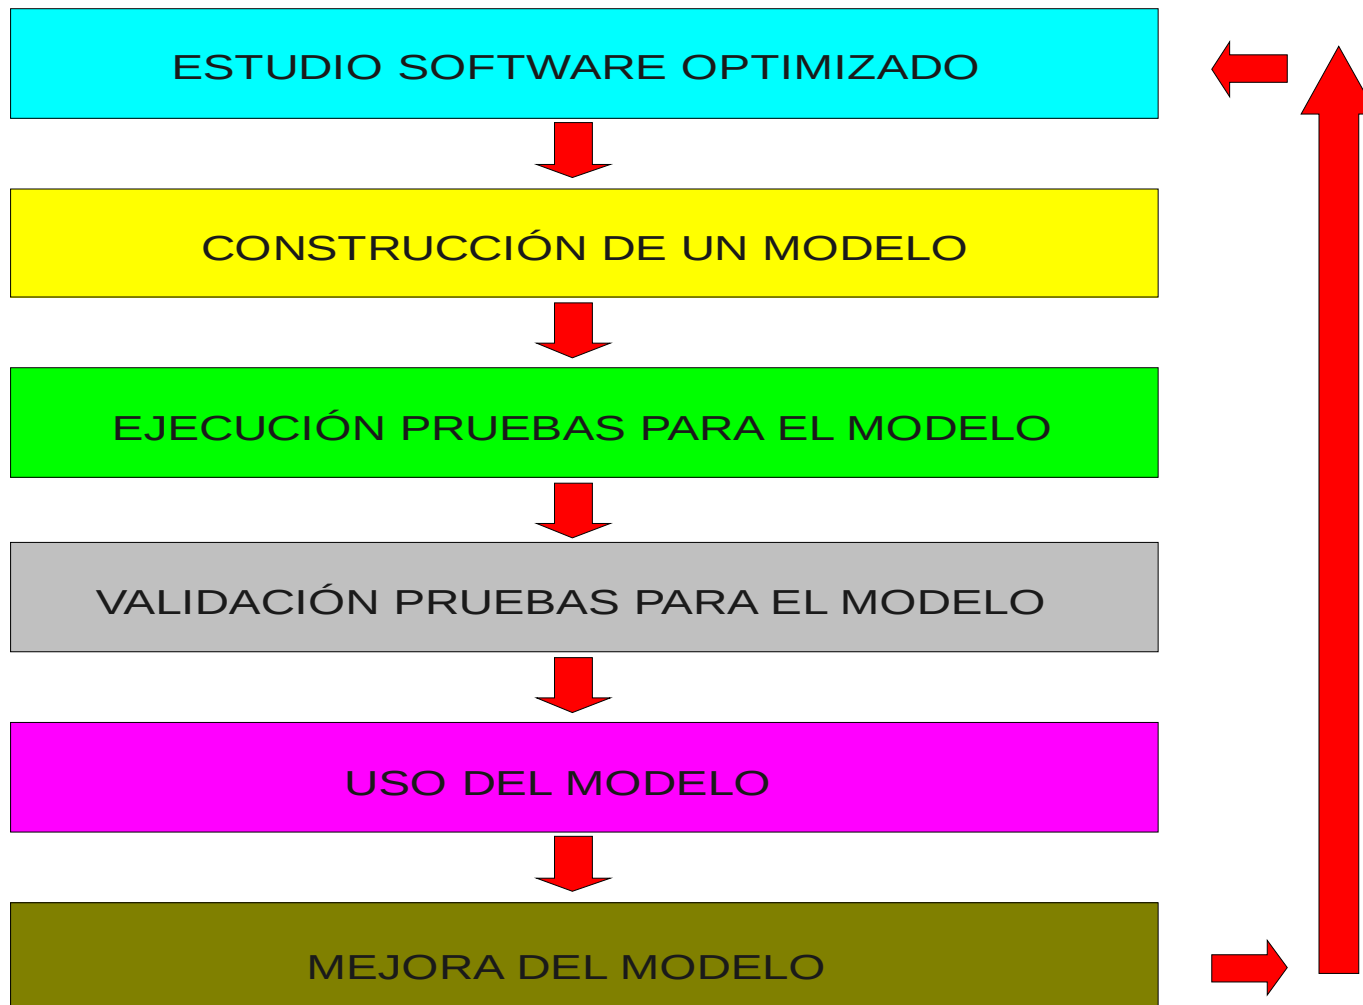 ESTUDIO SOFTWARE OPTIMIZADO
CONSTRUCCIÓN DE UN MODELO
EJECUCIÓN PRUEBAS PARA EL MODELO
VALIDACIÓN PRUEBAS PARA EL MODELO
USO DEL MODELO
MEJORA DEL MODELO